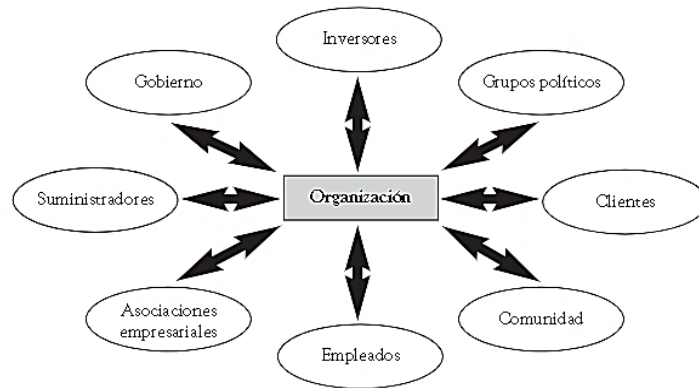 Inversores
Gobierno
Grupos políticos
Suministradores
Organización
Clientes
Asociaciones
empresariales
Empleados
Comunidad